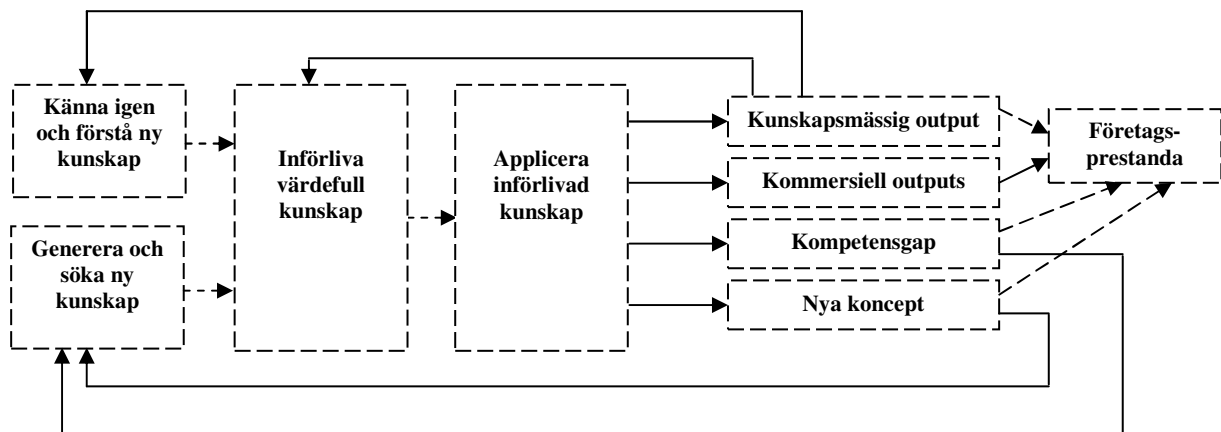 Känna igen
och förstå ny
kunskap
Generera och
söka ny
kunskap
Införliva
värdefull
kunskap
Applicera
införlivad
kunskap
Kunskapsmässig output
Kommersiell outputs
Kompetensgap
Nya koncept
Företags-
prestanda